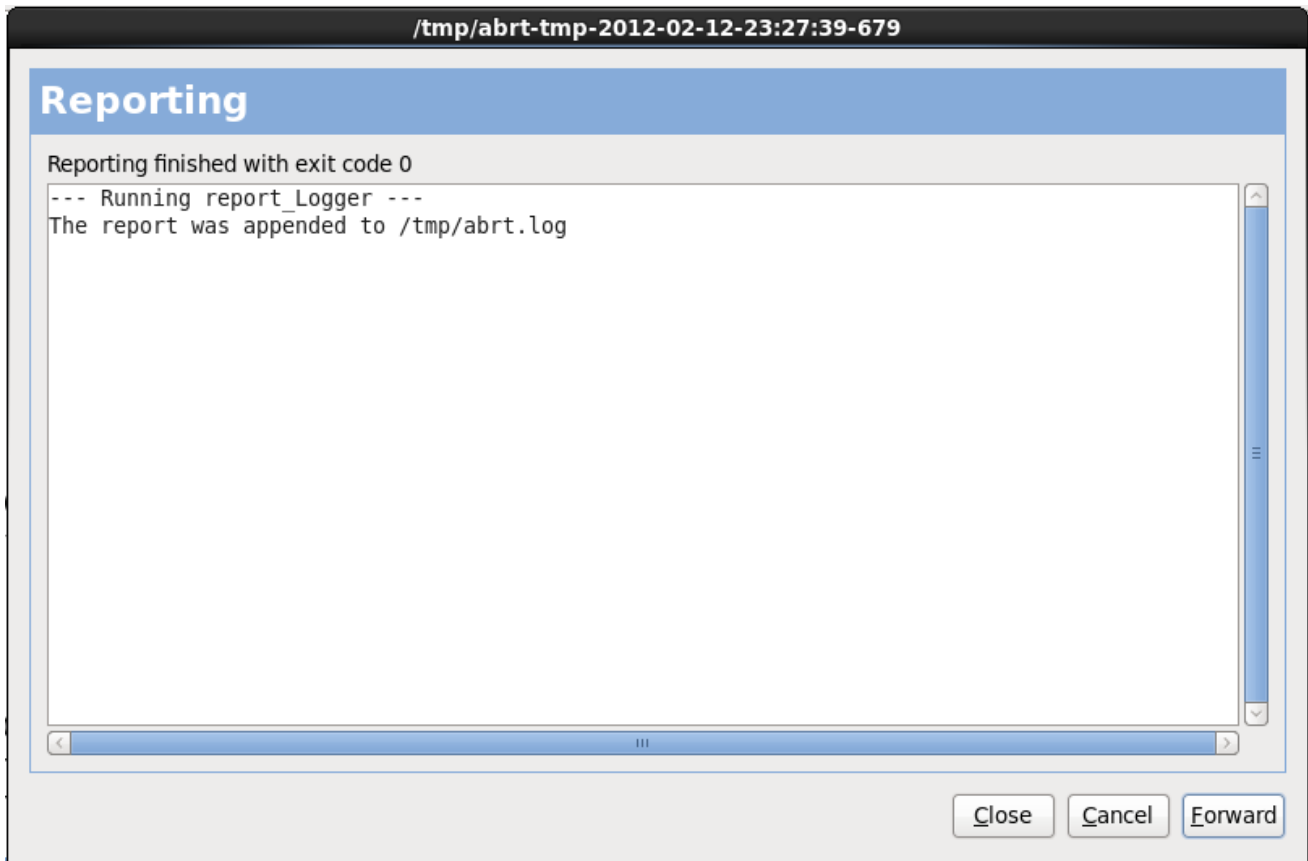 /tmp/abrt-tmp-2012-02-12-23:27:39-679
Reporting
Reporting finished with exit code 0
--- Running report_Logger ---
The report was appended to /tmp/abrt.log
Close Cancel Forward